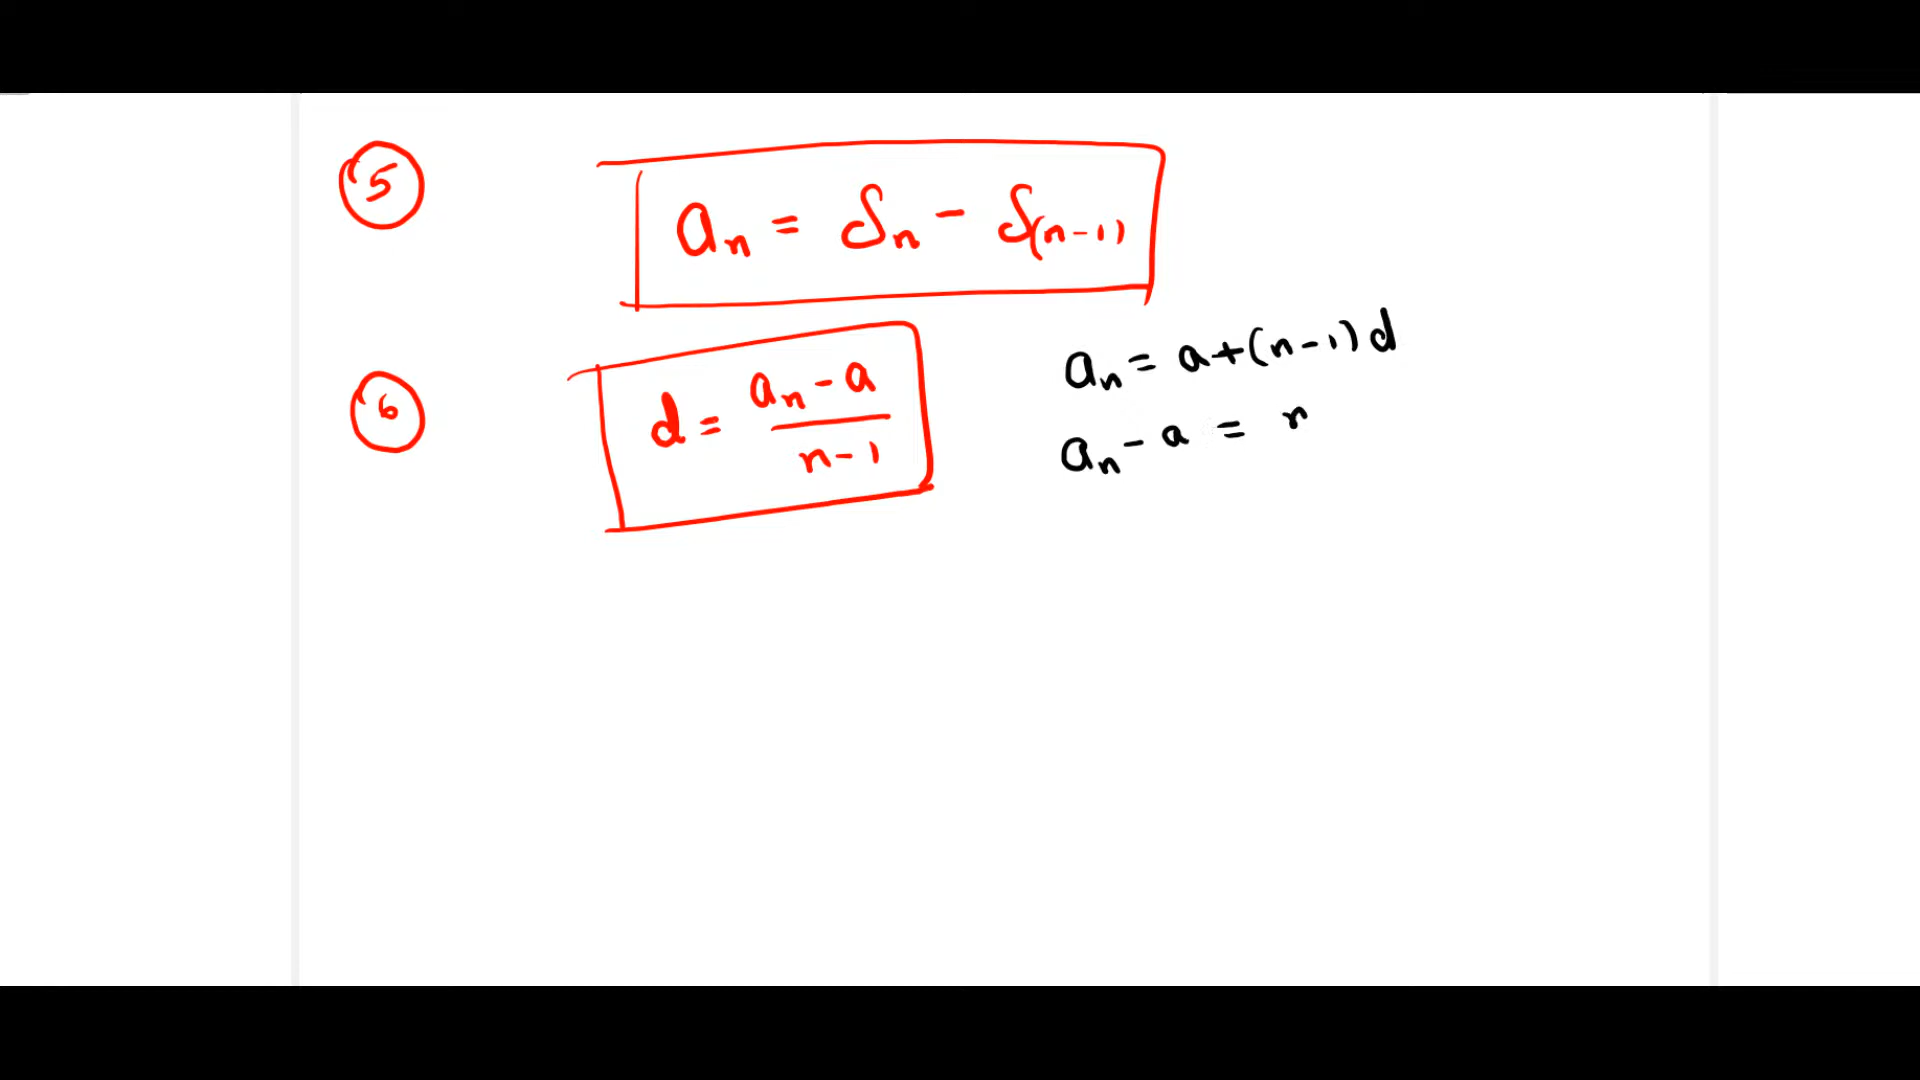 5
aₙ = Sₙ - S₍ₙ₋₁₎
6
d = (aₙ - a)/(n - 1)
aₙ = a + (n - 1) d
aₙ - a = n